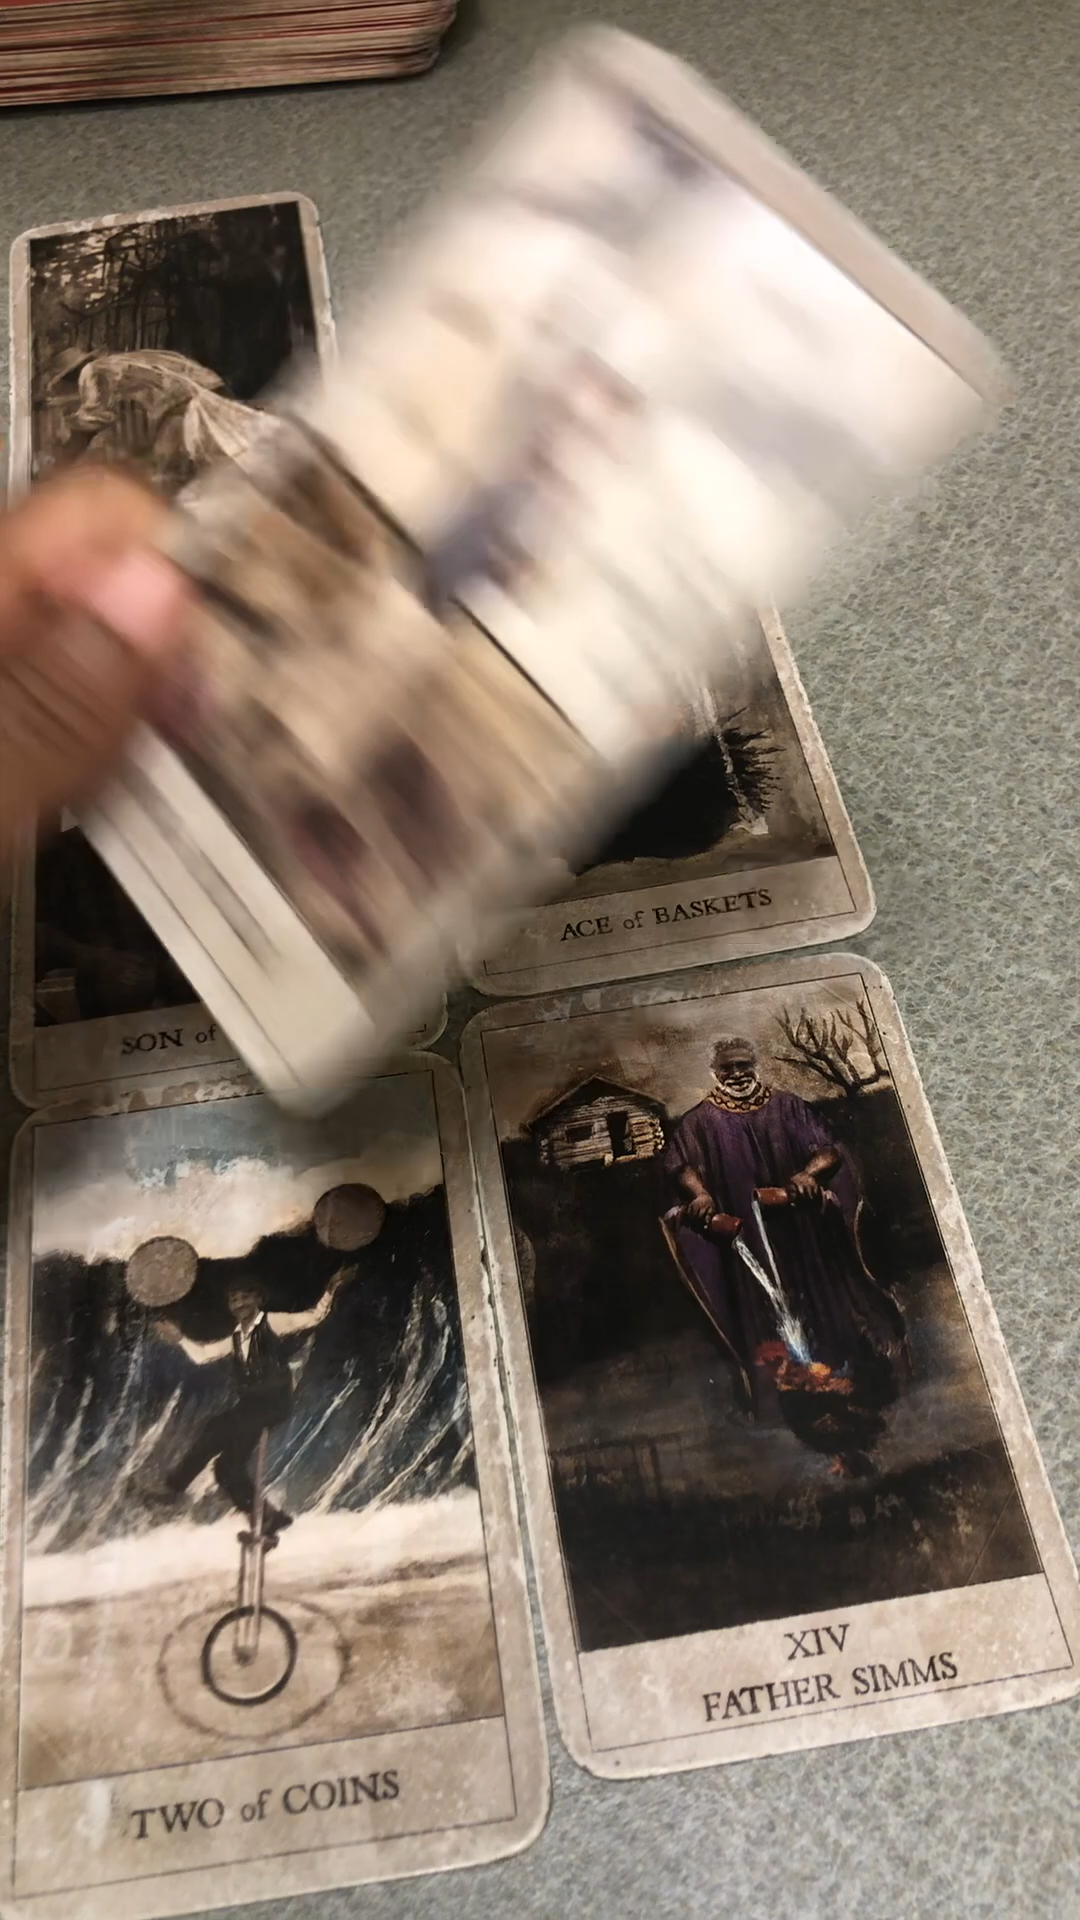 ACE of BASKETS
SON of
TWO of COINS
XIV
FATHER SIMMS